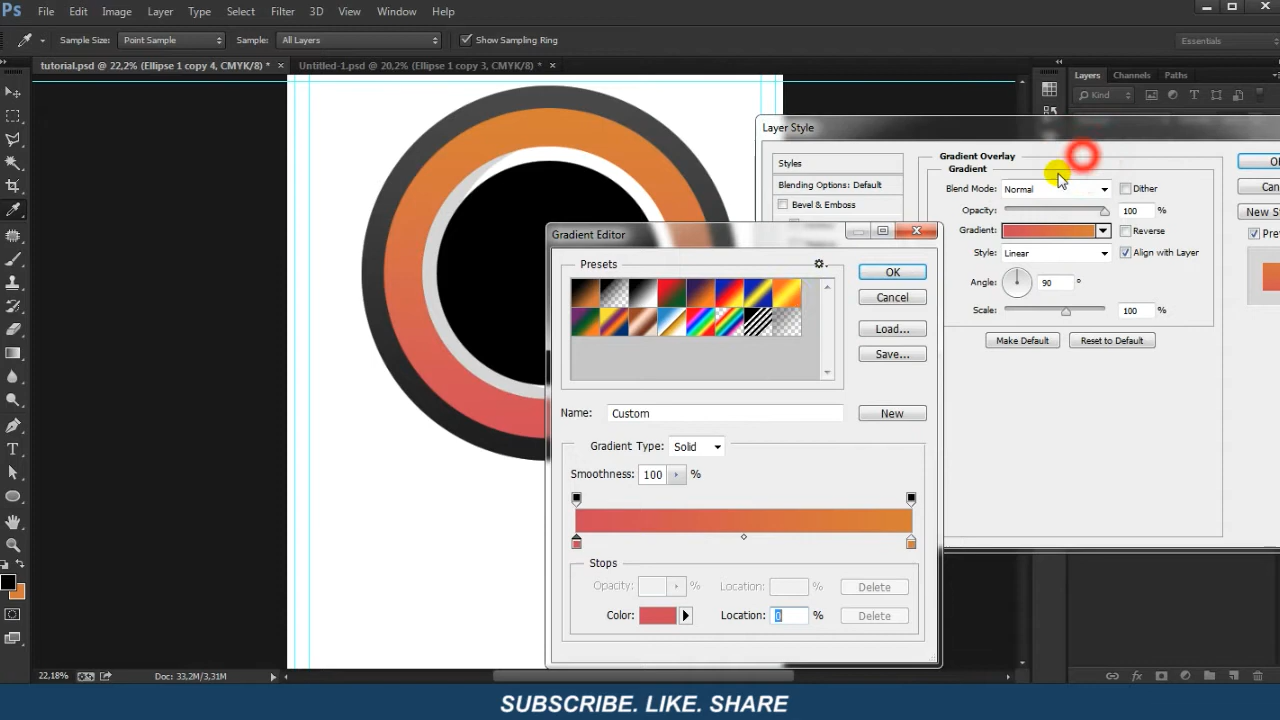 Ps File Edit Image Layer Type Select Filter 3D View Window Help
Sample Size: Point Sample Sample: All Layers Show Sampling Ring Essentials
tutorial.psd @ 22,2% (Ellipse 1 copy 4, CMYK/8) * × Untitled-1.psd @ 20,2% (Ellipse 1 copy 3, CMYK/8) * ×
Layers Channels Paths
Kind
Layer Style
Styles
Blending Options: Default
Bevel & Emboss
Gradient Overlay
Gradient
Blend Mode: Normal Dither
Opacity: 100 %
Gradient: Reverse
Style: Linear Align with Layer
Angle: 90 °
Scale: 100 %
Make Default Reset to Default
New
Gradient Editor
Presets
OK
Cancel
Load...
Save...
Name: Custom New
Gradient Type: Solid
Smoothness: 100 %
Stops
Opacity: % Location: % Delete
Color: Location: 0 % Delete
22,18% Doc: 33,2M/3,31M
SUBSCRIBE. LIKE. SHARE